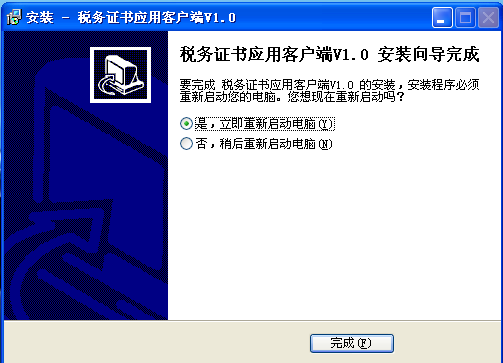 安装 - 税务证书应用客户端V1.0
税务证书应用客户端V1.0 安装向导完成
要完成 税务证书应用客户端V1.0 的安装，安装程序必须
重新启动您的电脑。您想现在重新启动吗？
是，立即重新启动电脑(Y)
否，稍后重新启动电脑(N)
完成(F)